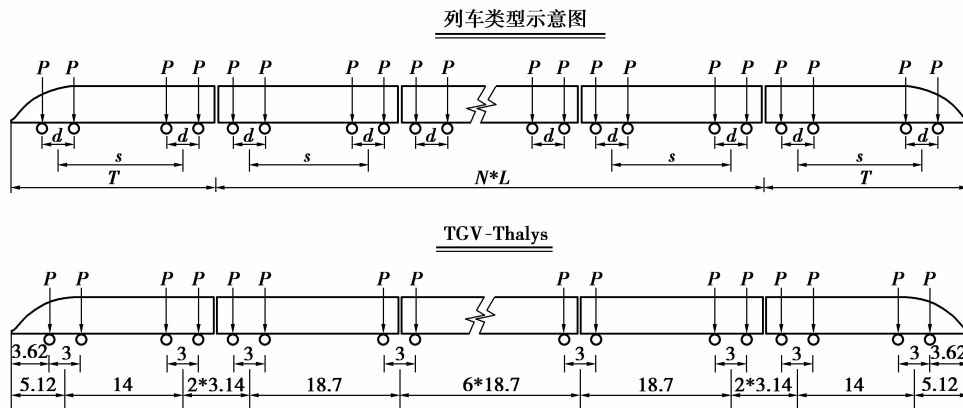 列车类型示意图
P P P P P P P P P P P P P P P P P P
d d d d d d d d d d
s s s s
T N*L T
TGV-Thalys
P P P P P P P P P P P P P P P P
3.62 3 3 3 3 3 3 3 3 3.62
5.12 14 2*3.14 18.7 6*18.7 18.7 2*3.14 14 5.12